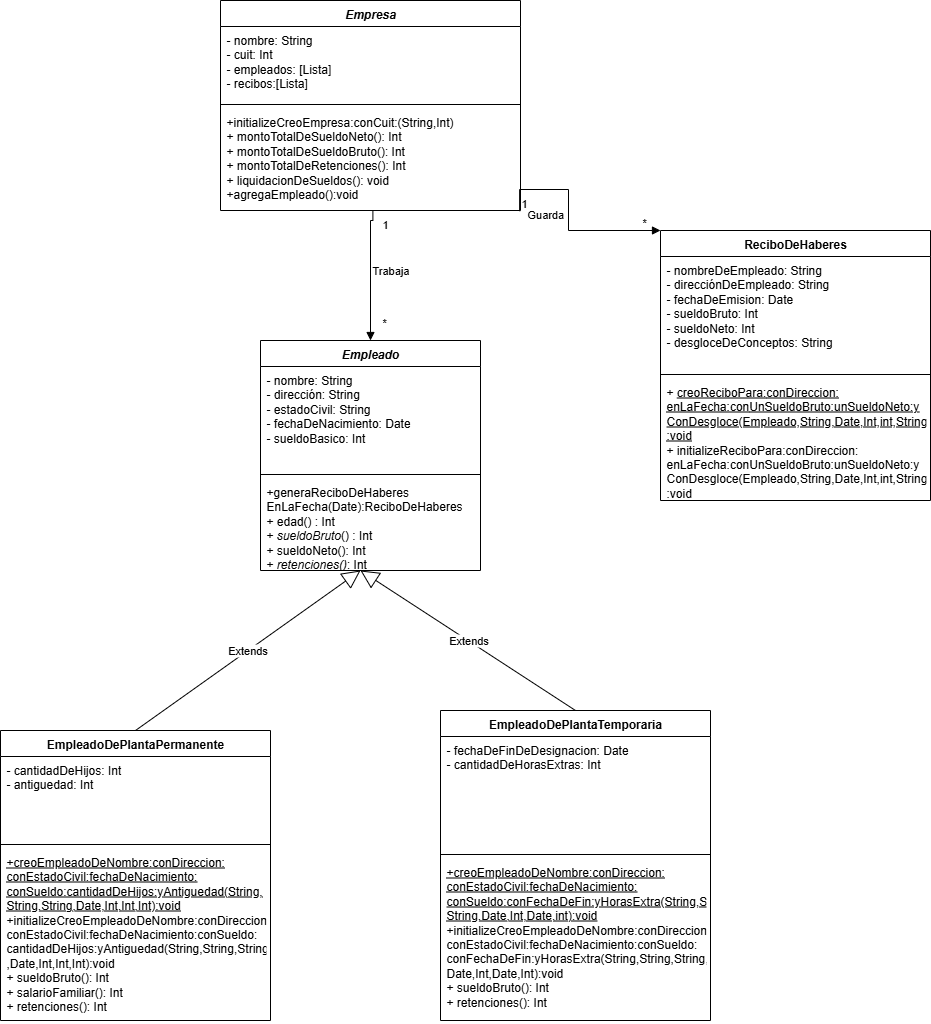 Empresa
- nombre: String
- cuit: Int
- empleados: [Lista]
- recibos:[Lista]
+initializeCreoEmpresa:conCuit:(String,Int)
+ montoTotalDeSueldoNeto(): Int
+ montoTotalDeSueldoBruto(): Int
+ montoTotalDeRetenciones(): Int
+ liquidacionDeSueldos(): void
+agregaEmpleado():void
1
Guarda
*
1
Trabaja
*
ReciboDeHaberes
- nombreDeEmpleado: String
- direcciónDeEmpleado: String
- fechaDeEmision: Date
- sueldoBruto: Int
- sueldoNeto: Int
- desgloceDeConceptos: String
+ creoReciboPara:conDireccion:
enLaFecha:conUnSueldoBruto:unSueldoNeto:y
ConDesgloce(Empleado,String,Date,Int,int,String
:void
+ initializeReciboPara:conDireccion:
enLaFecha:conUnSueldoBruto:unSueldoNeto:y
ConDesgloce(Empleado,String,Date,Int,int,String
:void
Empleado
- nombre: String
- dirección: String
- estadoCivil: String
- fechaDeNacimiento: Date
- sueldoBasico: Int
+generaReciboDeHaberes
EnLaFecha(Date):ReciboDeHaberes
+ edad() : Int
+ sueldoBruto() : Int
+ sueldoNeto(): Int
+ retenciones(): Int
Extends
Extends
EmpleadoDePlantaPermanente
- cantidadDeHijos: Int
- antiguedad: Int
+creoEmpleadoDeNombre:conDireccion:
conEstadoCivil:fechaDeNacimiento:
conSueldo:cantidadDeHijos:yAntiguedad(String,
String,String,Date,Int,Int,Int):void
+initializeCreoEmpleadoDeNombre:conDireccion
conEstadoCivil:fechaDeNacimiento:conSueldo:
cantidadDeHijos:yAntiguedad(String,String,String
,Date,Int,Int,Int):void
+ sueldoBruto(): Int
+ salarioFamiliar(): Int
+ retenciones(): Int
EmpleadoDePlantaTemporaria
- fechaDeFinDeDesignacion: Date
- cantidadDeHorasExtras: Int
+creoEmpleadoDeNombre:conDireccion:
conEstadoCivil:fechaDeNacimiento:
conSueldo:conFechaDeFin:yHorasExtra(String,S
String,Date,Int,Date,int):void
+initializeCreoEmpleadoDeNombre:conDireccion
conEstadoCivil:fechaDeNacimiento:conSueldo:
conFechaDeFin:yHorasExtra(String,String,String,
Date,Int,Date,Int):void
+ sueldoBruto(): Int
+ retenciones(): Int